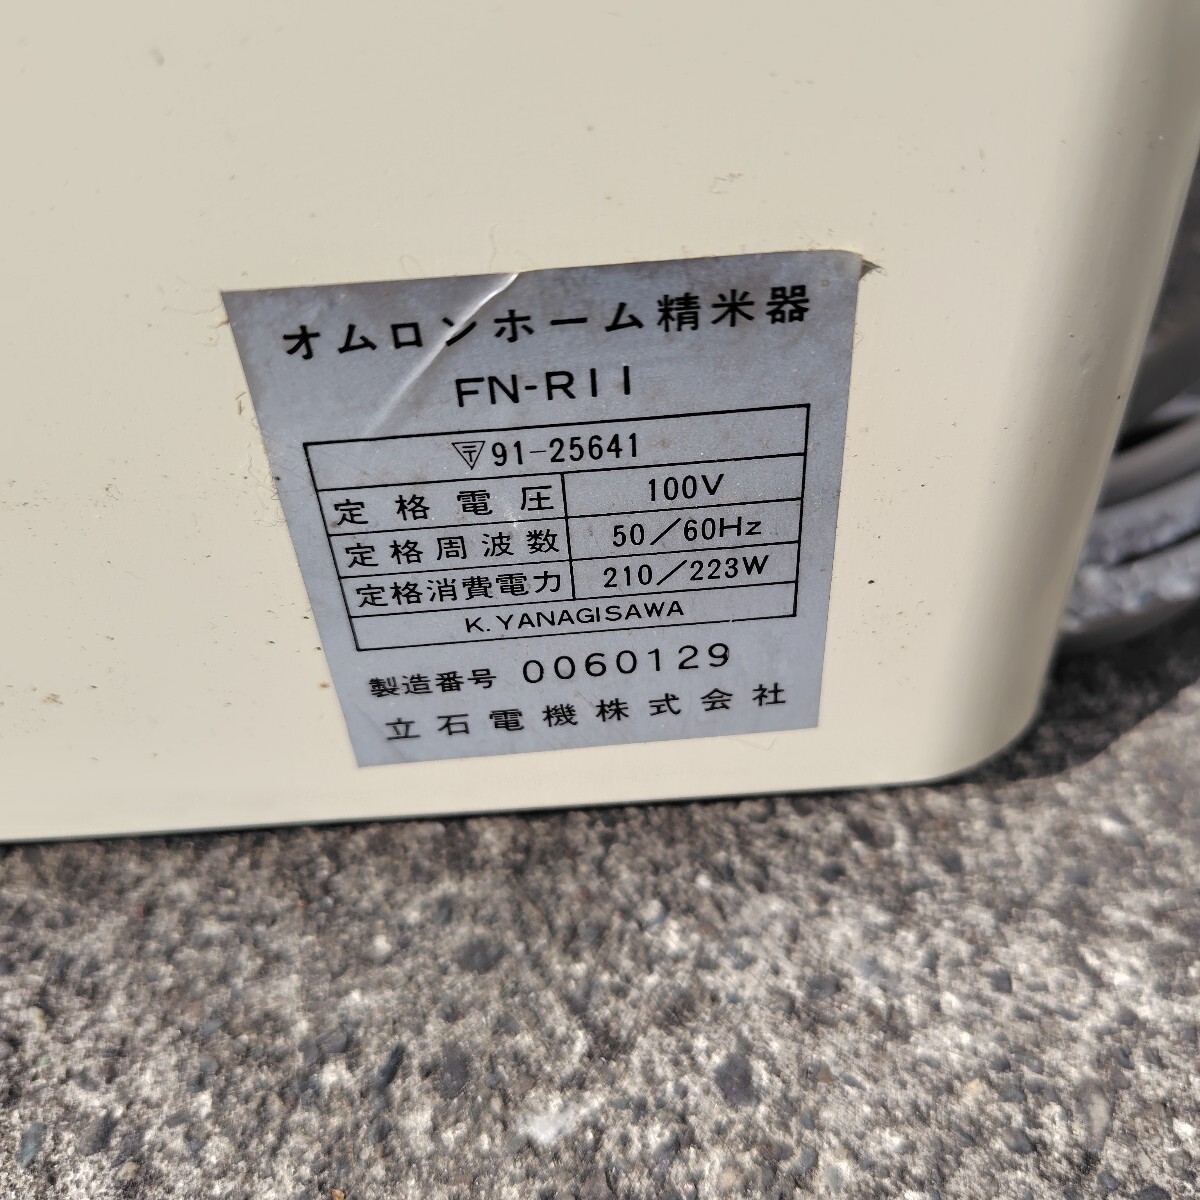 オムロンホーム精米器
FN-R11
〒91-25641
定格電圧 100V
定格周波数 50/60Hz
定格消費電力 210/223W
K.YANAGISAWA
製造番号 0060129
立石電機株式会社